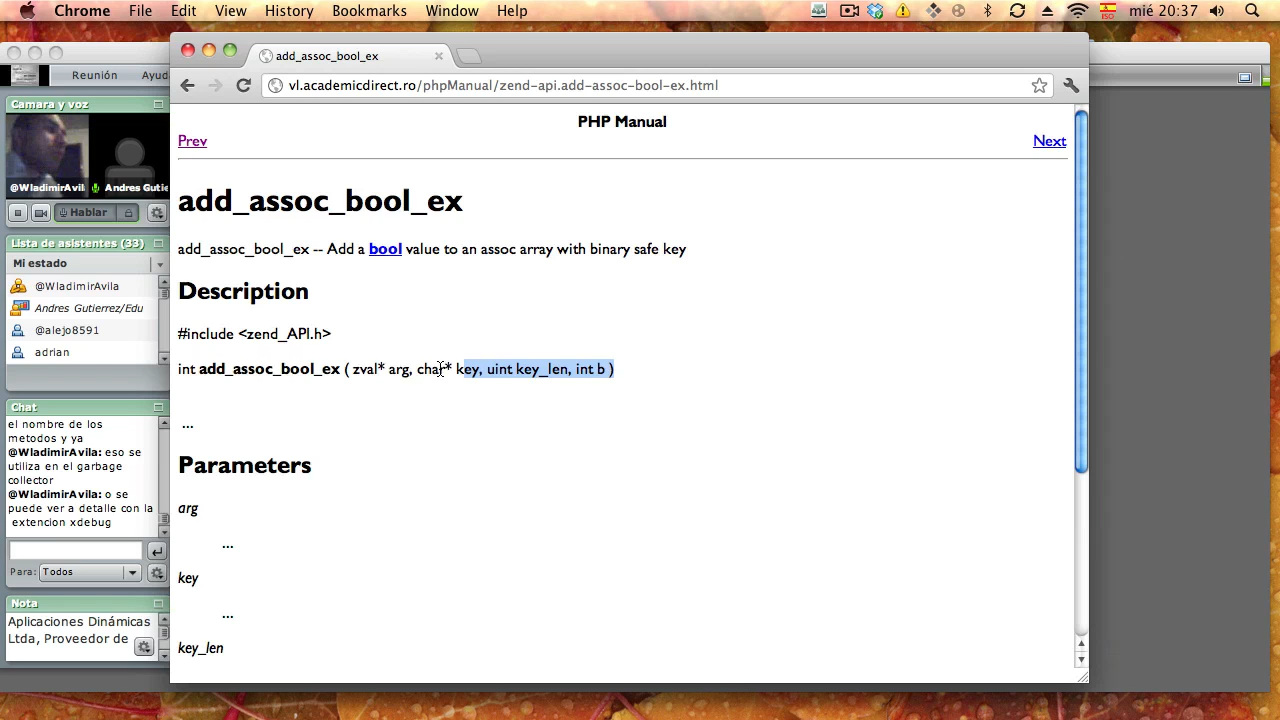 Chrome File Edit View History Bookmarks Window Help
ISO
mié 20:37
add_assoc_bool_ex
Reunión Ayud
vl.academicdirect.ro/phpManual/zend-api.add-assoc-bool-ex.html
Camara y voz
@WladimirAvila Andres Gutie
Hablar
Lista de asistentes (33)
Mi estado
@WladimirAvila
Andres Gutierrez/Edu
@alejo8591
adrian
Chat
el nombre de los
metodos y ya
@WladimirAvila: eso se
utiliza en el garbage
collector
@WladimirAvila: o se
puede ver a detalle con la
extencion xdebug
Para: Todos
Nota
Aplicaciones Dinámicas
Ltda, Proveedor de
PHP Manual
Prev Next
add_assoc_bool_ex
add_assoc_bool_ex -- Add a bool value to an assoc array with binary safe key
Description
#include <zend_API.h>
int add_assoc_bool_ex ( zval* arg, char* key, uint key_len, int b )
...
Parameters
arg
...
key
...
key_len